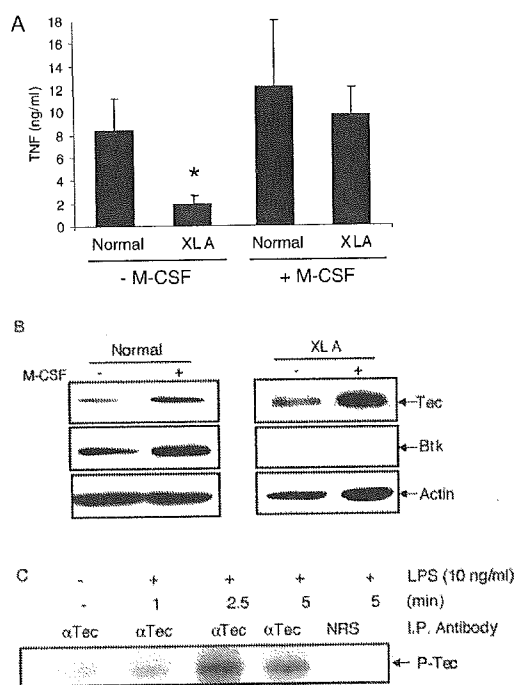 A
TNF (ng/ml)
18
16
14
12
10
8
6
4
2
0
*
Normal XLA Normal XLA
- M-CSF + M-CSF
B
Normal XLA
M-CSF - + - +
Tec
Btk
Actin
C - + + + + LPS (10 ng/ml)
- 1 2.5 5 5 (min)
αTec αTec αTec αTec NRS I.P. Antibody
P-Tec